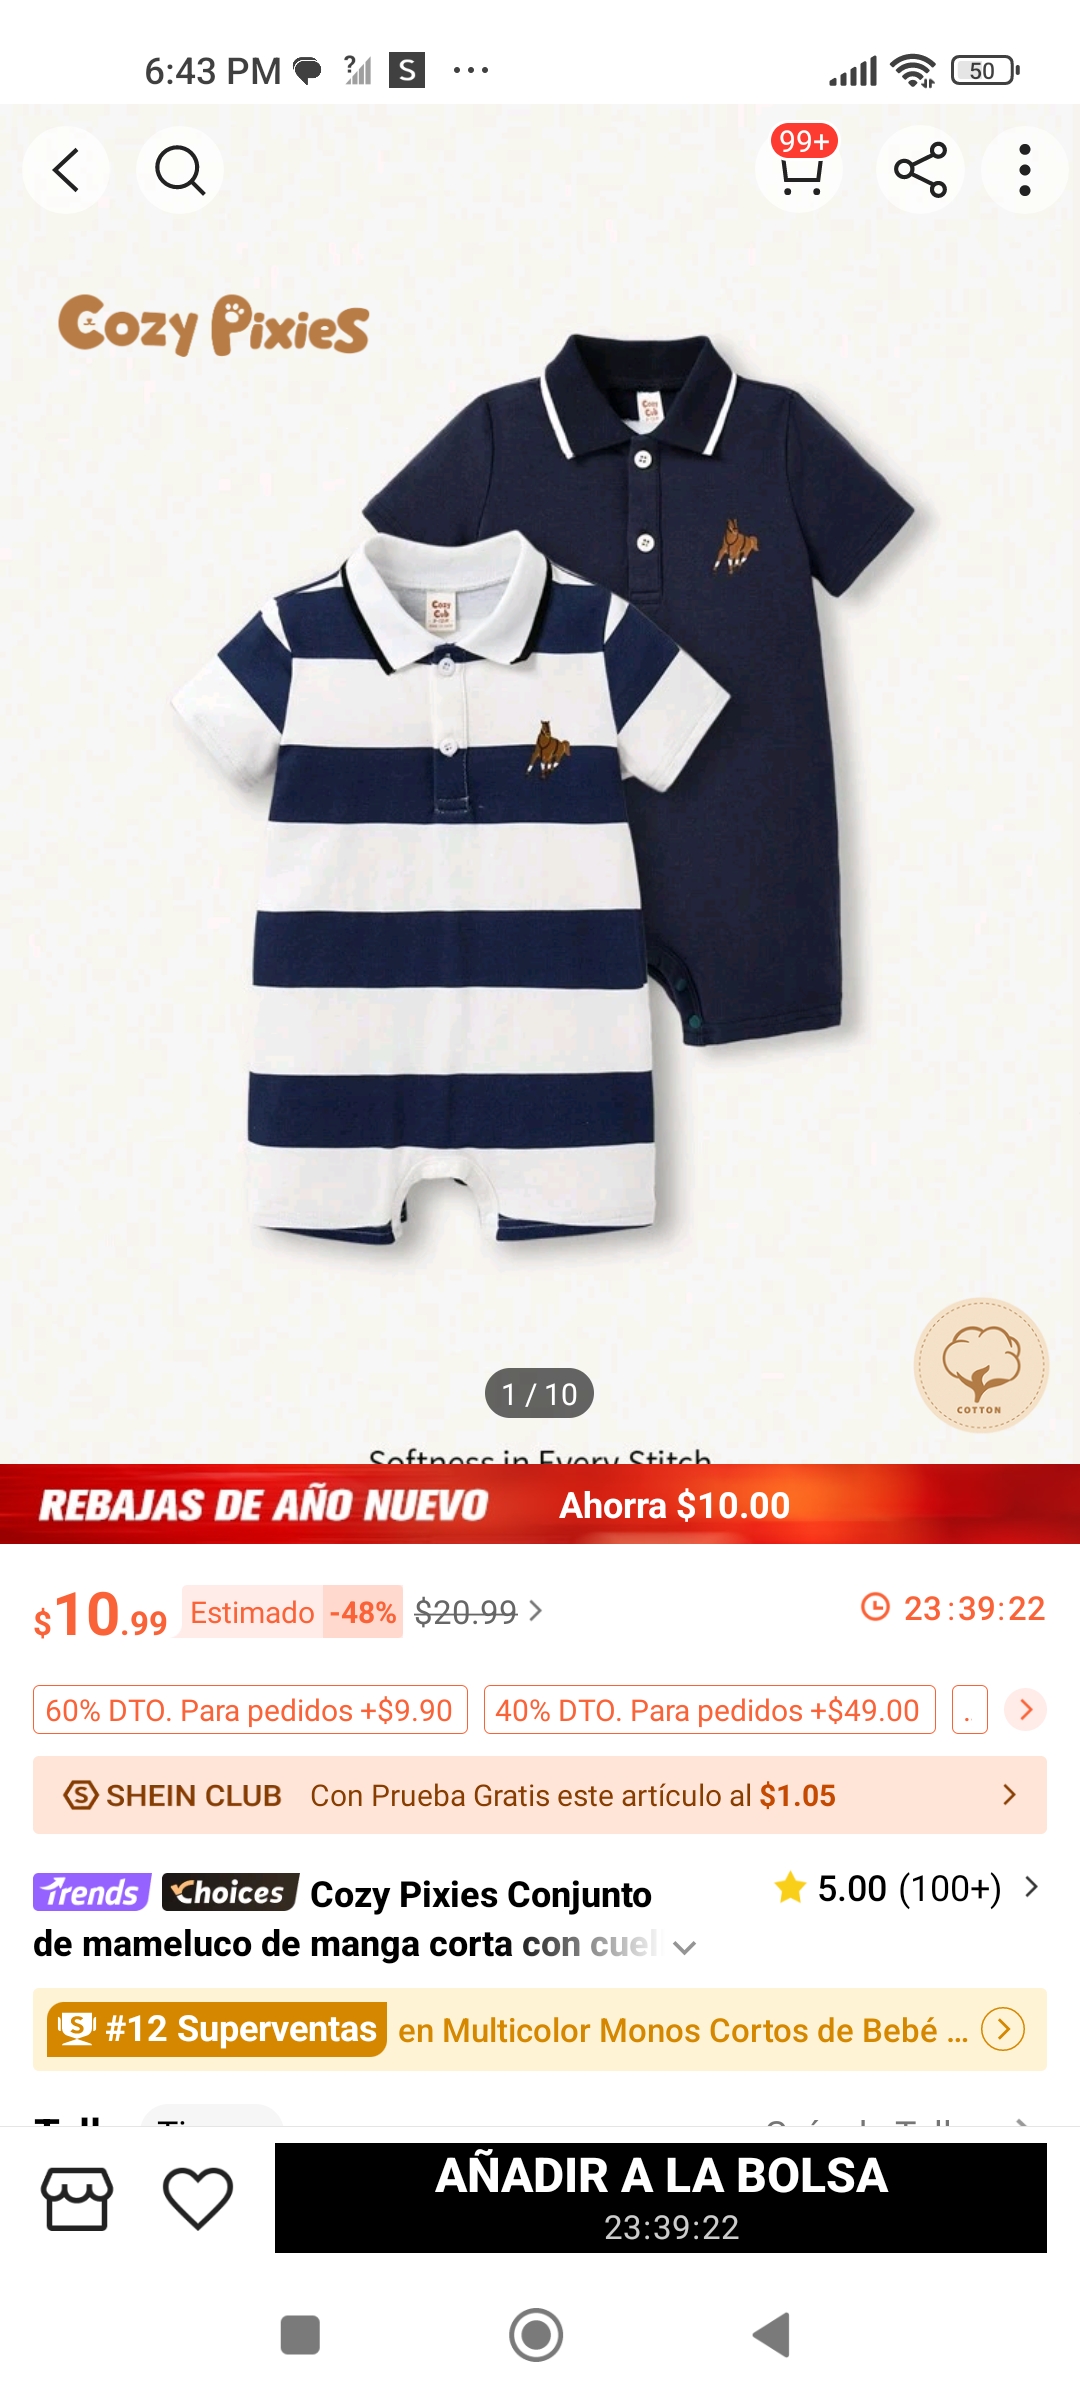 6:43 PM ? S ...
50
99+
Cozy Pixies
Cozy
Cub
Cozy
Cub
COTTON
1 / 10
Softness in Every Stitch
REBAJAS DE AÑO NUEVO Ahorra $10.00
$10.99 Estimado -48% $20.99 23:39:22
60% DTO. Para pedidos +$9.90 40% DTO. Para pedidos +$49.00 .
S SHEIN CLUB Con Prueba Gratis este artículo al $1.05
Trends Choices Cozy Pixies Conjunto 5.00 (100+)
de mameluco de manga corta con cuel
#12 Superventas en Multicolor Monos Cortos de Bebé ...
AÑADIR A LA BOLSA
23:39:22